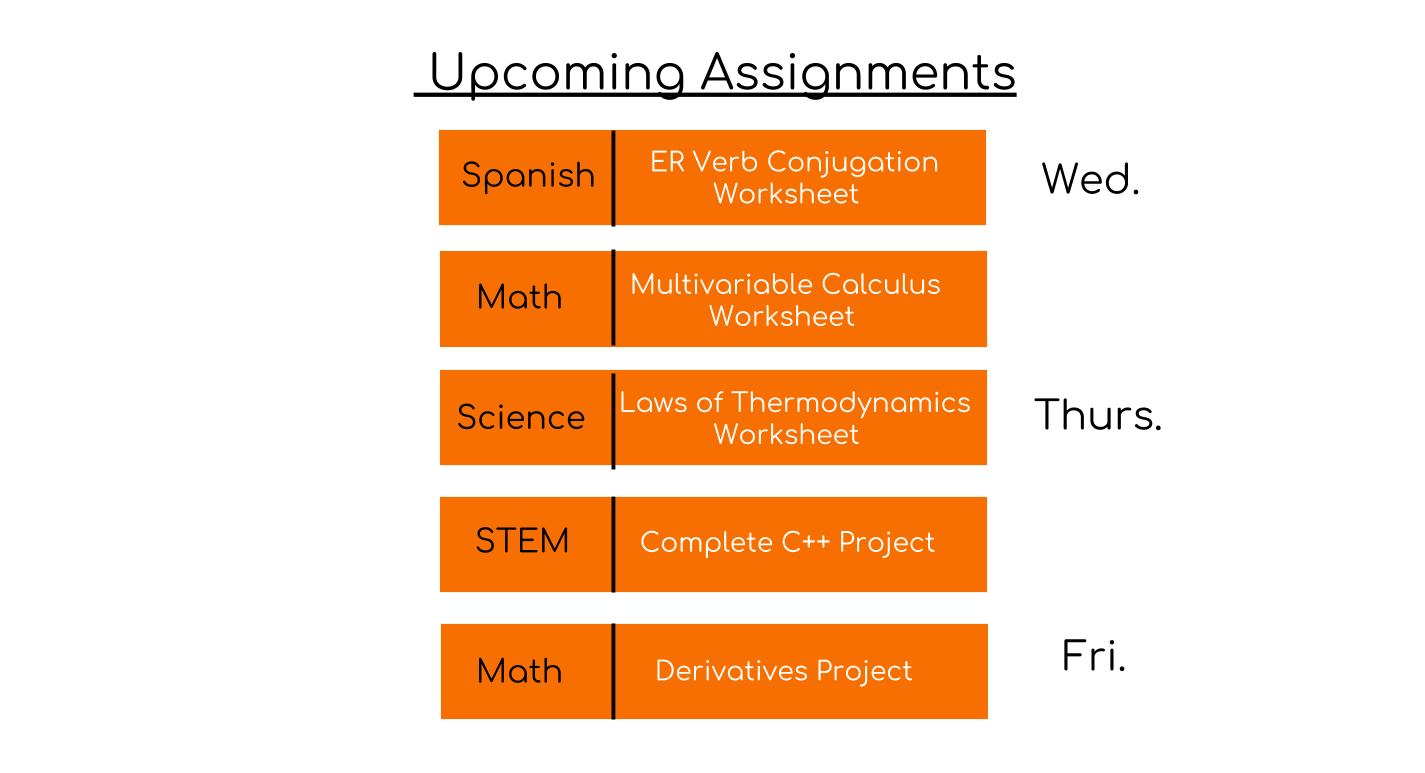 Upcoming Assignments
Spanish
ER Verb Conjugation
Worksheet
Wed.
Math
Multivariable Calculus
Worksheet
Science
Laws of Thermodynamics
Worksheet
Thurs.
STEM
Complete C++ Project
Math
Derivatives Project
Fri.